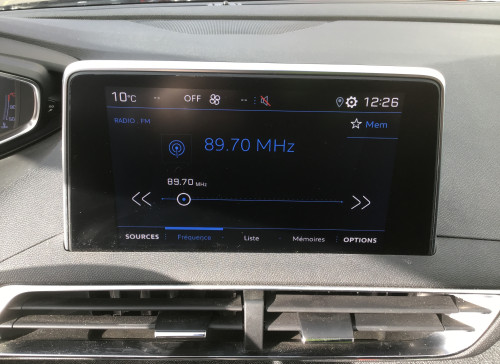 10°C -- OFF -- 12:26
RADIO : FM
Mem
89.70 MHz
89.70 MHz
SOURCES Fréquence Liste Mémoires OPTIONS